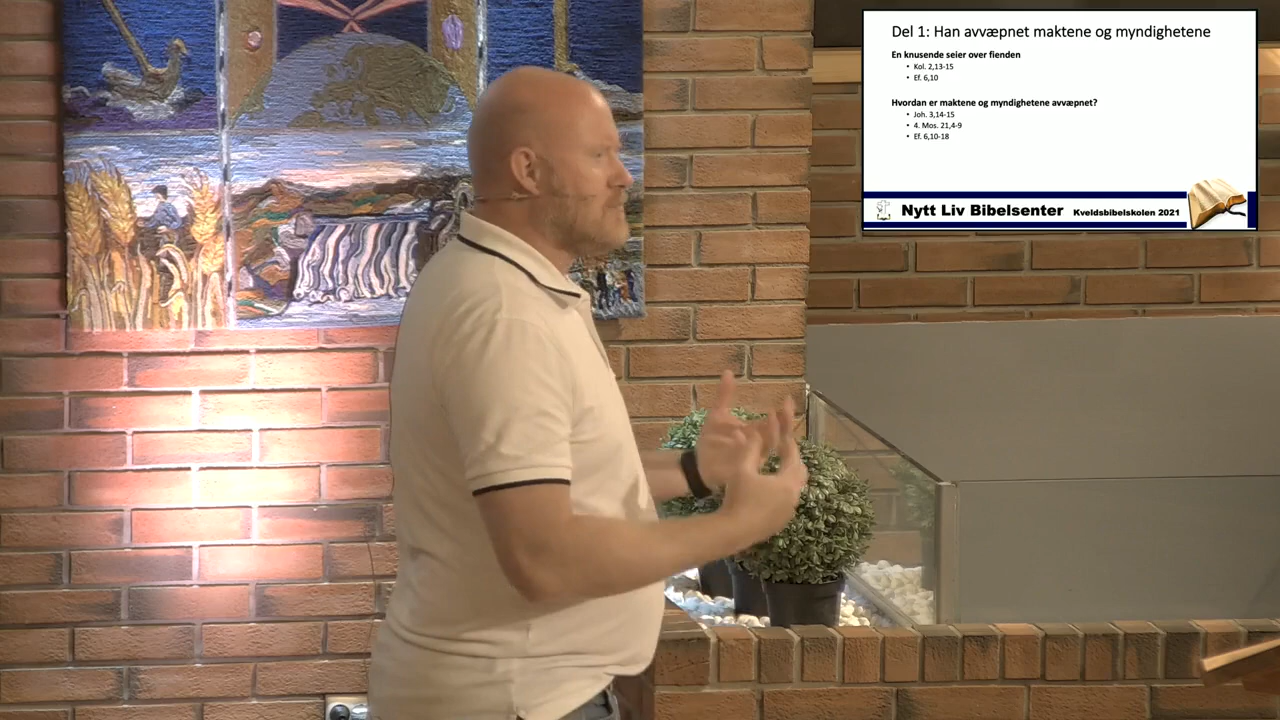 Del 1: Han avvæpnet maktene og myndighetene
En knusende seier over fienden
• Kol. 2,13-15
• Ef. 6,10
Hvordan er maktene og myndighetene avvæpnet?
• Joh. 3,14-15
• 4. Mos. 21,4-9
• Ef. 6,10-18
Nytt Liv Bibelsenter Kveldsbibelskolen 2021